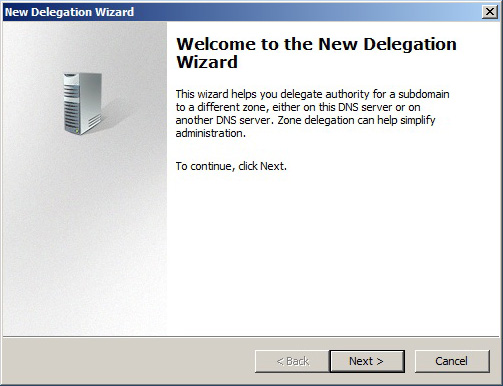 New Delegation Wizard
Welcome to the New Delegation
Wizard
This wizard helps you delegate authority for a subdomain
to a different zone, either on this DNS server or on
another DNS server. Zone delegation can help simplify
administration.
To continue, click Next.
< Back
Next >
Cancel